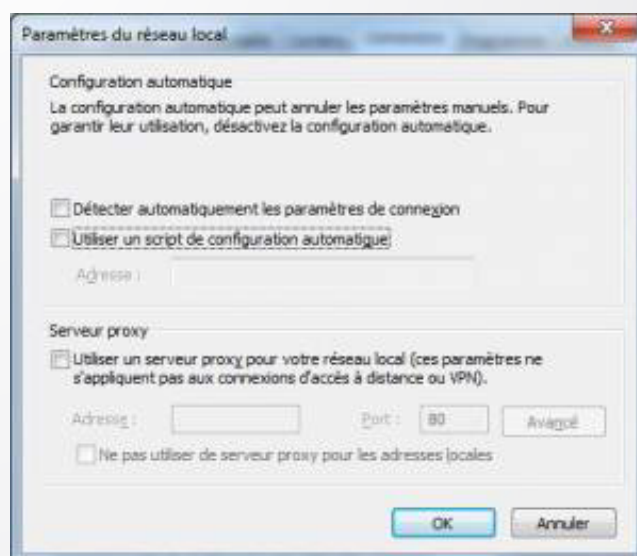 Paramètres du réseau local
Configuration automatique
La configuration automatique peut annuler les paramètres manuels. Pour
garantir leur utilisation, désactivez la configuration automatique.
Détecter automatiquement les paramètres de connexion
Utiliser un script de configuration automatique
Adresse :
Serveur proxy
Utiliser un serveur proxy pour votre réseau local (ces paramètres ne
s'appliquent pas aux connexions d'accès à distance ou VPN).
Adresse : Port : 80 Avancé
Ne pas utiliser de serveur proxy pour les adresses locales
OK Annuler